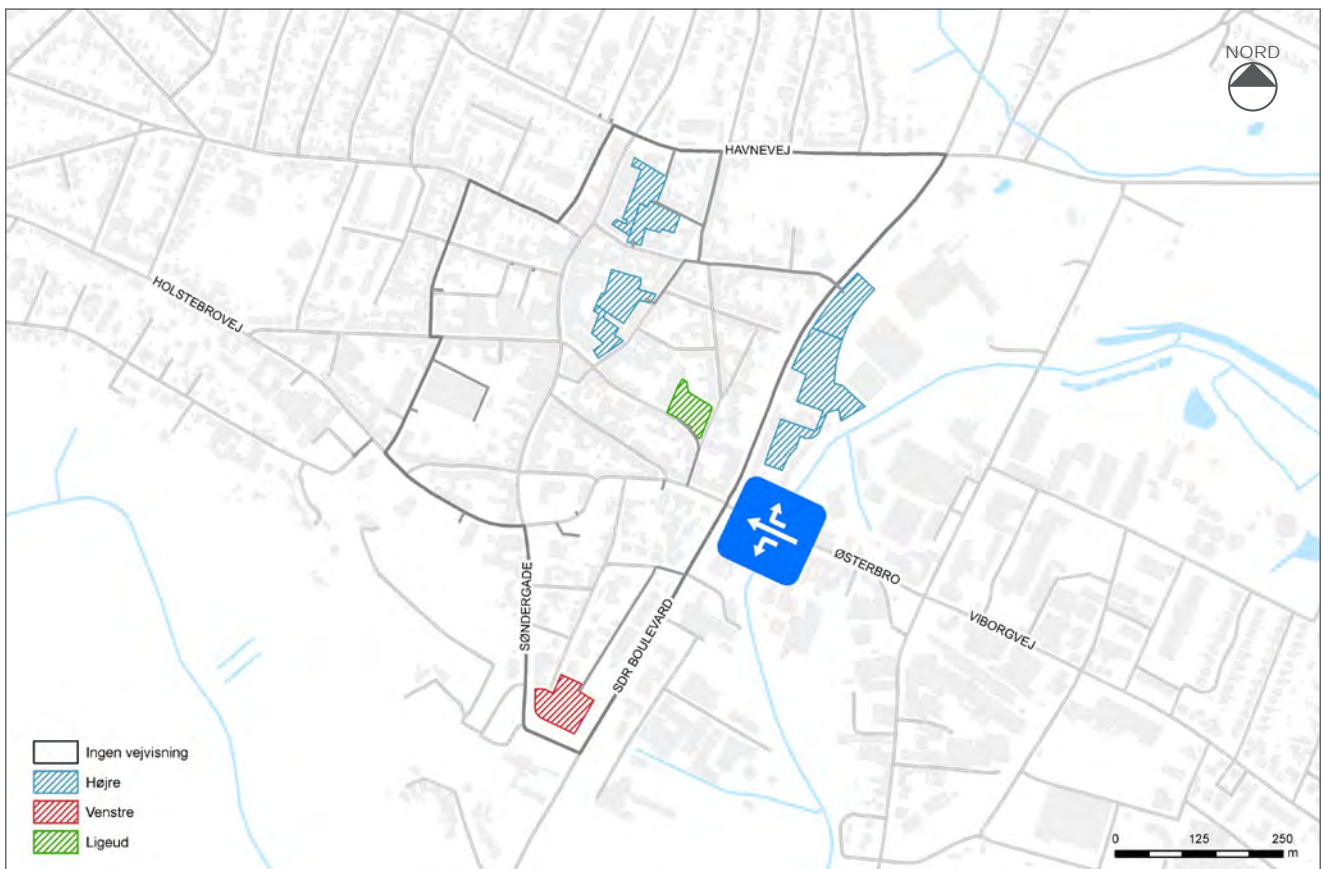 NORD
HAVNEVEJ
HOLSTEBROVEJ
ØSTERBRO
VIBORGVEJ
SØNDERGADE
SDR BOULEVARD
Ingen vejvisning
Højre
Venstre
Ligeud
0 125 250
m